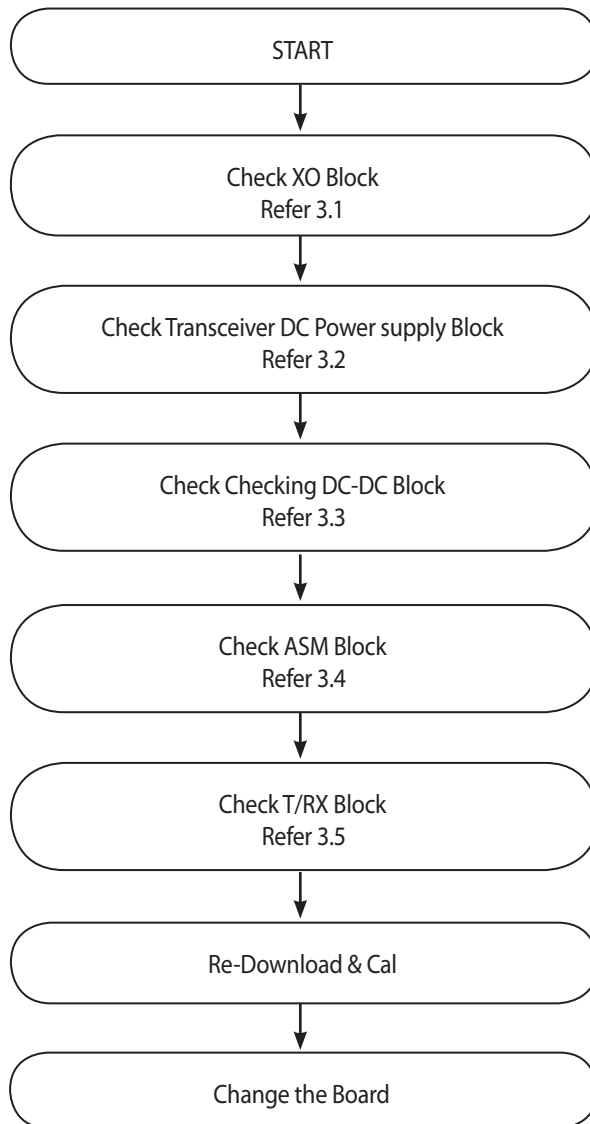 START
Check XO Block
Refer 3.1
Check Transceiver DC Power supply Block
Refer 3.2
Check Checking DC-DC Block
Refer 3.3
Check ASM Block
Refer 3.4
Check T/RX Block
Refer 3.5
Re-Download & Cal
Change the Board